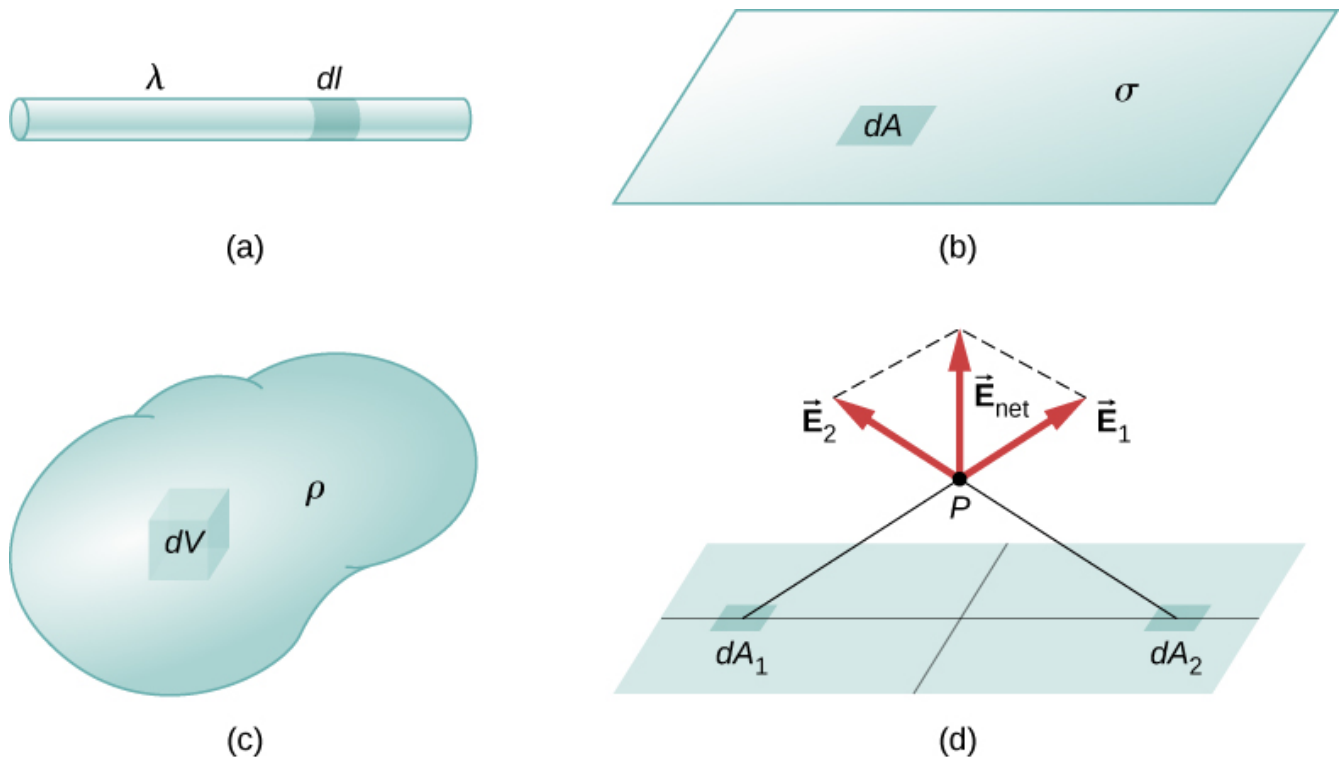 λ
dl
(a)
dA
σ
(b)
dV
ρ
(c)
E⃗₂
E⃗net
E⃗₁
P
dA₁
dA₂
(d)